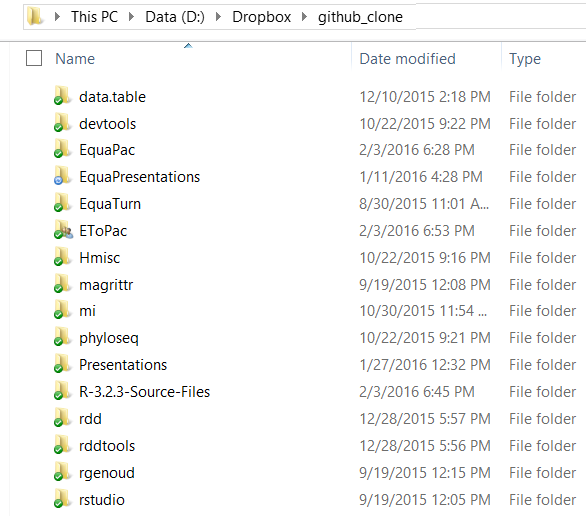 This PC Data (D:) Dropbox github_clone
Name Date modified Type
data.table 12/10/2015 2:18 PM File folder
devtools 10/22/2015 9:22 PM File folder
EquaPac 2/3/2016 6:28 PM File folder
EquaPresentations 1/11/2016 4:28 PM File folder
EquaTurn 8/30/2015 11:01 A... File folder
EToPac 2/3/2016 6:53 PM File folder
Hmisc 10/22/2015 9:16 PM File folder
magrittr 9/19/2015 12:08 PM File folder
mi 10/30/2015 11:54 ... File folder
phyloseq 10/22/2015 9:21 PM File folder
Presentations 1/27/2016 12:32 PM File folder
R-3.2.3-Source-Files 2/3/2016 6:45 PM File folder
rdd 12/28/2015 5:57 PM File folder
rddtools 12/28/2015 5:56 PM File folder
rgenoud 9/19/2015 12:15 PM File folder
rstudio 9/19/2015 12:05 PM File folder